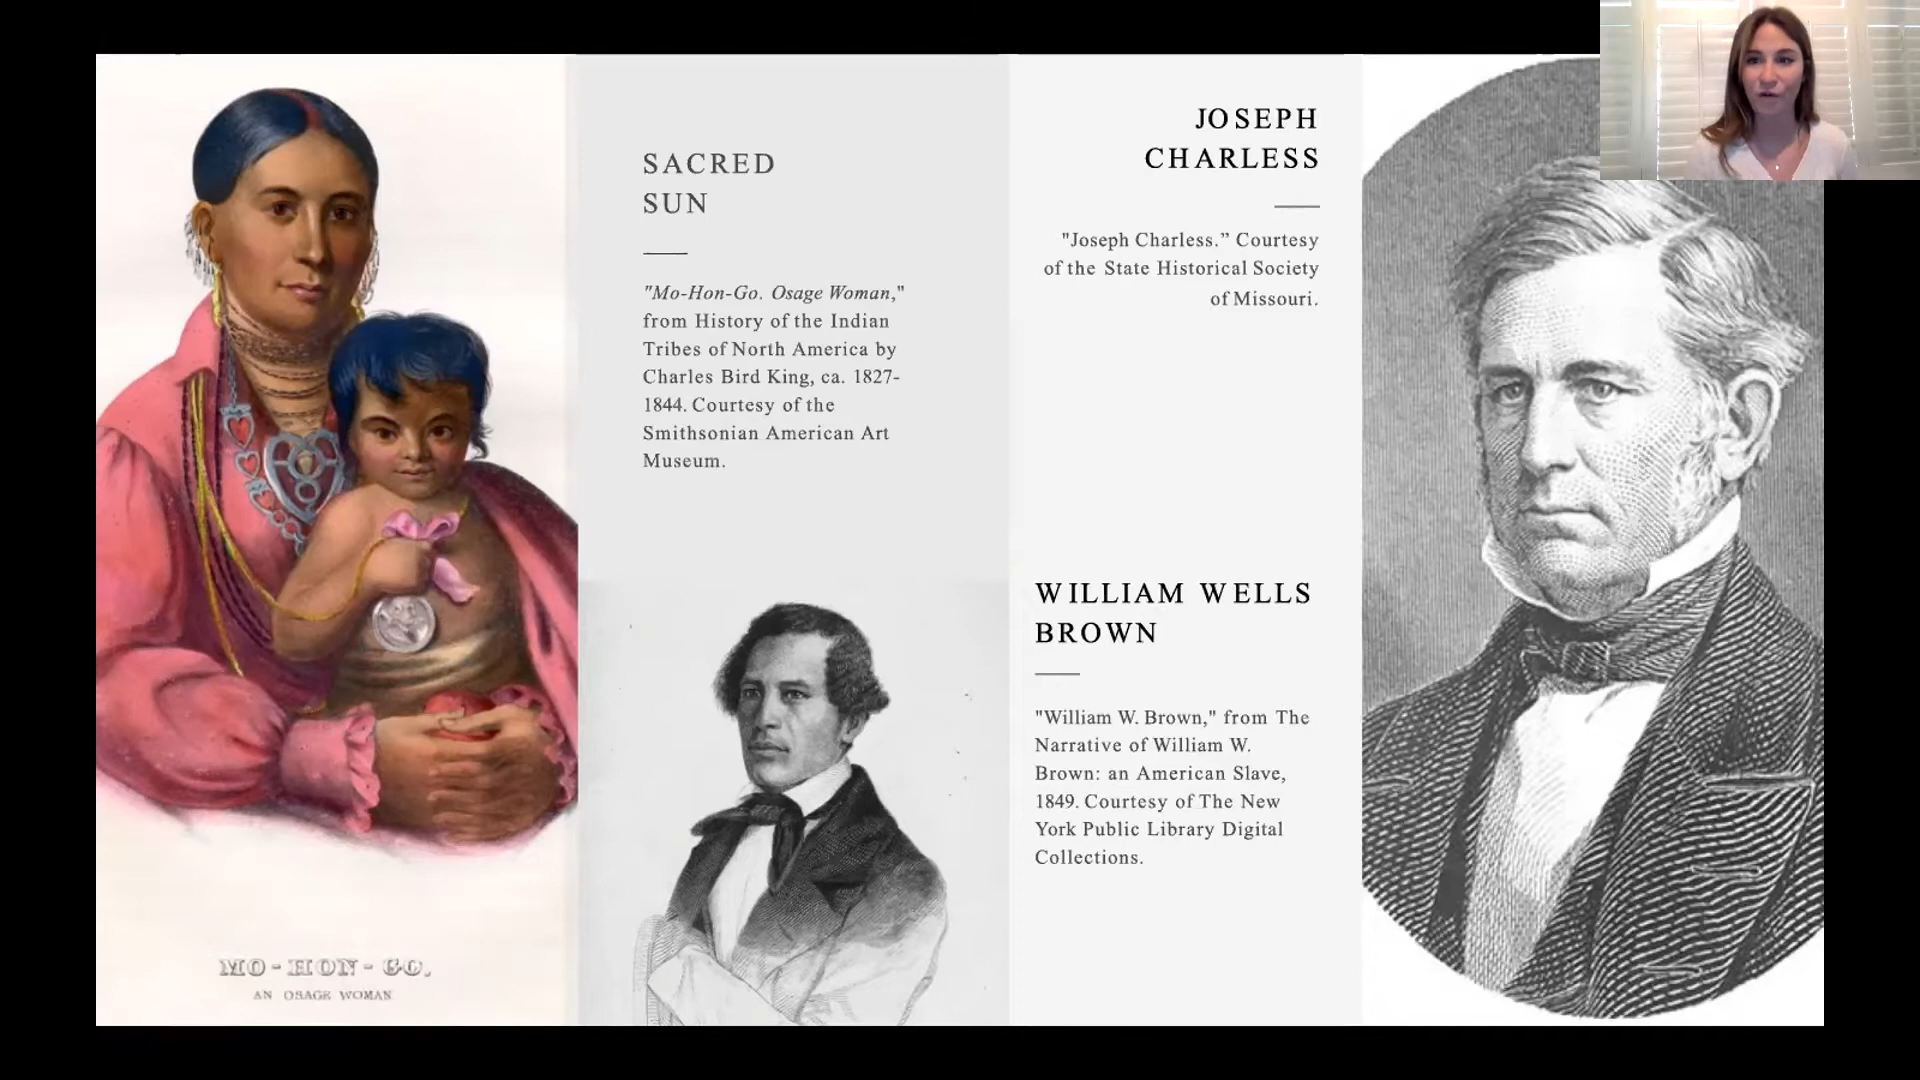 SACRED
SUN
"Mo-Hon-Go. Osage Woman,"
from History of the Indian
Tribes of North America by
Charles Bird King, ca. 1827-
1844. Courtesy of the
Smithsonian American Art
Museum.
JOSEPH
CHARLESS
"Joseph Charless.” Courtesy
of the State Historical Society
of Missouri.
WILLIAM WELLS
BROWN
"William W. Brown," from The
Narrative of William W.
Brown: an American Slave,
1849. Courtesy of The New
York Public Library Digital
Collections.
MO-HON-GO.
AN OSAGE WOMAN